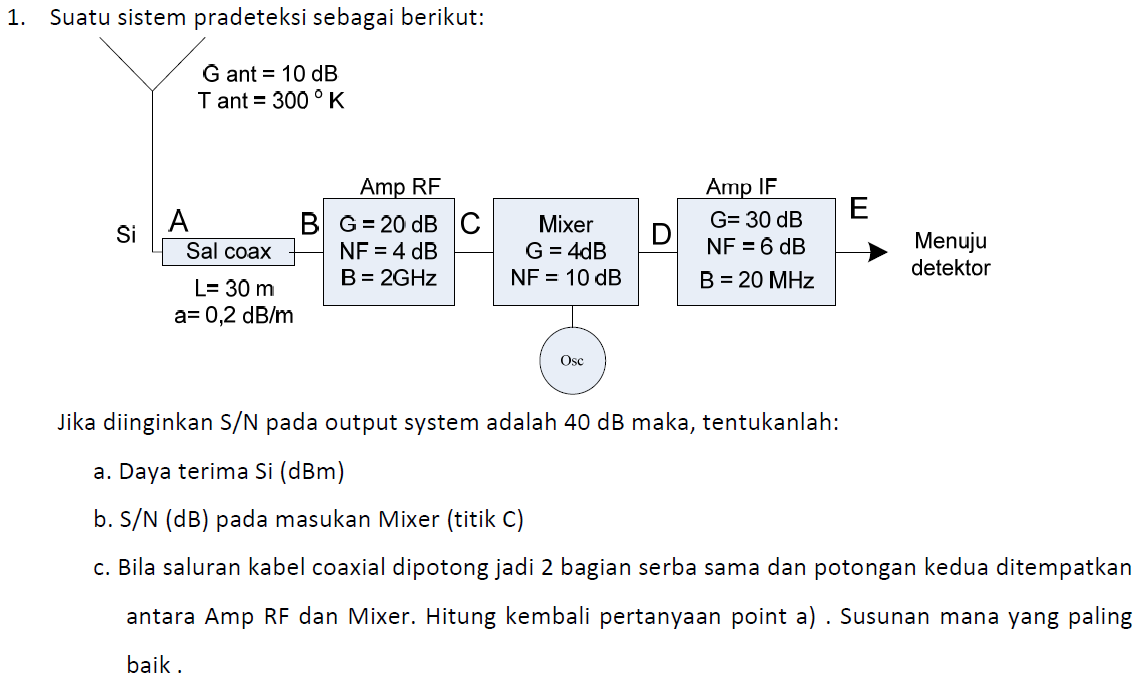 1. Suatu sistem pradeteksi sebagai berikut:
G ant = 10 dB
T ant = 300 ° K
Amp RF
Amp IF
Si
A
Sal coax
B
G = 20 dB
NF = 4 dB
B = 2GHz
C
Mixer
G = 4dB
NF = 10 dB
D
G= 30 dB
NF = 6 dB
B = 20 MHz
E
Menuju
detektor
L= 30 m
a= 0,2 dB/m
Osc
Jika diinginkan S/N pada output system adalah 40 dB maka, tentukanlah:
a. Daya terima Si (dBm)
b. S/N (dB) pada masukan Mixer (titik C)
c. Bila saluran kabel coaxial dipotong jadi 2 bagian serba sama dan potongan kedua ditempatkan
antara Amp RF dan Mixer. Hitung kembali pertanyaan point a) . Susunan mana yang paling
baik .